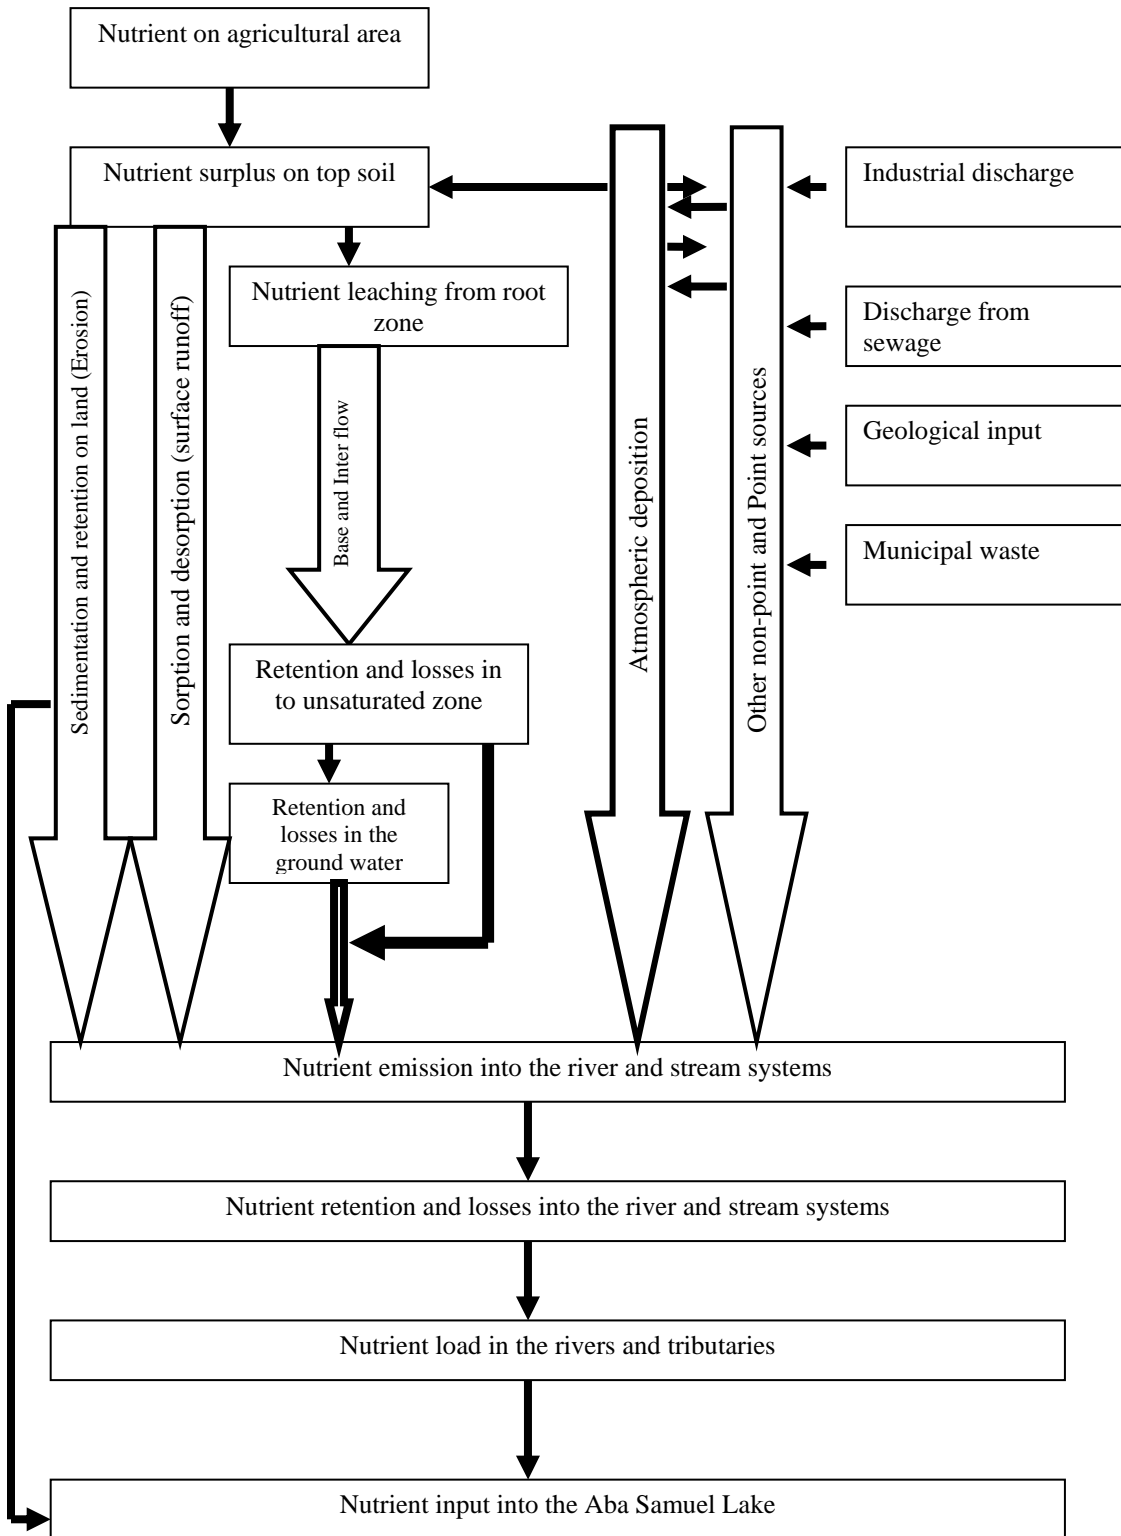 Nutrient on agricultural area
Nutrient surplus on top soil
Industrial discharge
Nutrient leaching from root
zone
Discharge from
sewage
Geological input
Municipal waste
Sedimentation and retention on land (Erosion)
Sorption and desorption (surface runoff)
Base and Inter flow
Atmospheric deposition
Other non-point and Point sources
Retention and losses in
to unsaturated zone
Retention and
losses in the
ground water
Nutrient emission into the river and stream systems
Nutrient retention and losses into the river and stream systems
Nutrient load in the rivers and tributaries
Nutrient input into the Aba Samuel Lake